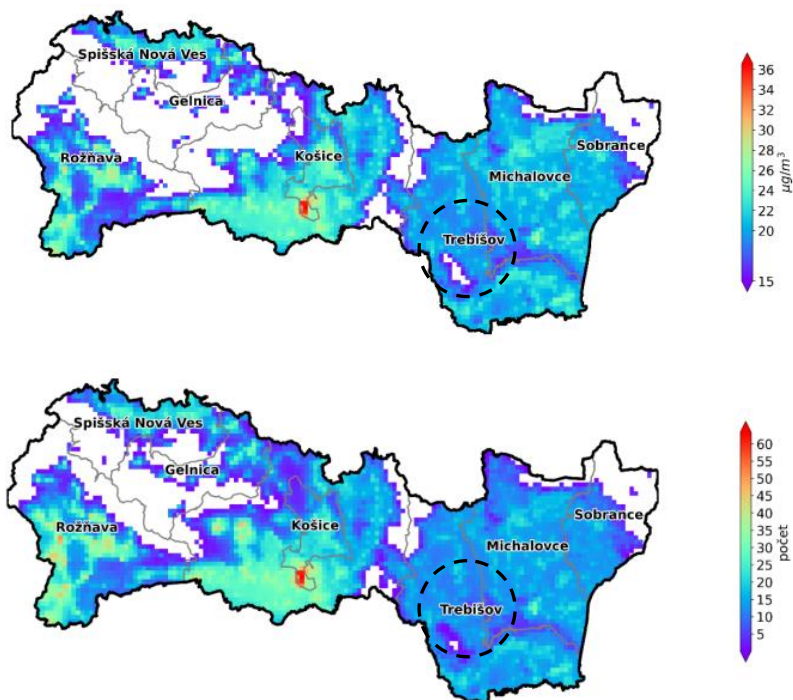 Spišská Nová Ves
Gelnica
Rožňava
Košice
Michalovce
Sobrance
Trebišov
36
34
32
30
28
26
24
22
20
15
µg/m³
Spišská Nová Ves
Gelnica
Rožňava
Košice
Michalovce
Sobrance
Trebišov
60
55
50
45
40
35
30
25
20
15
10
5
počet